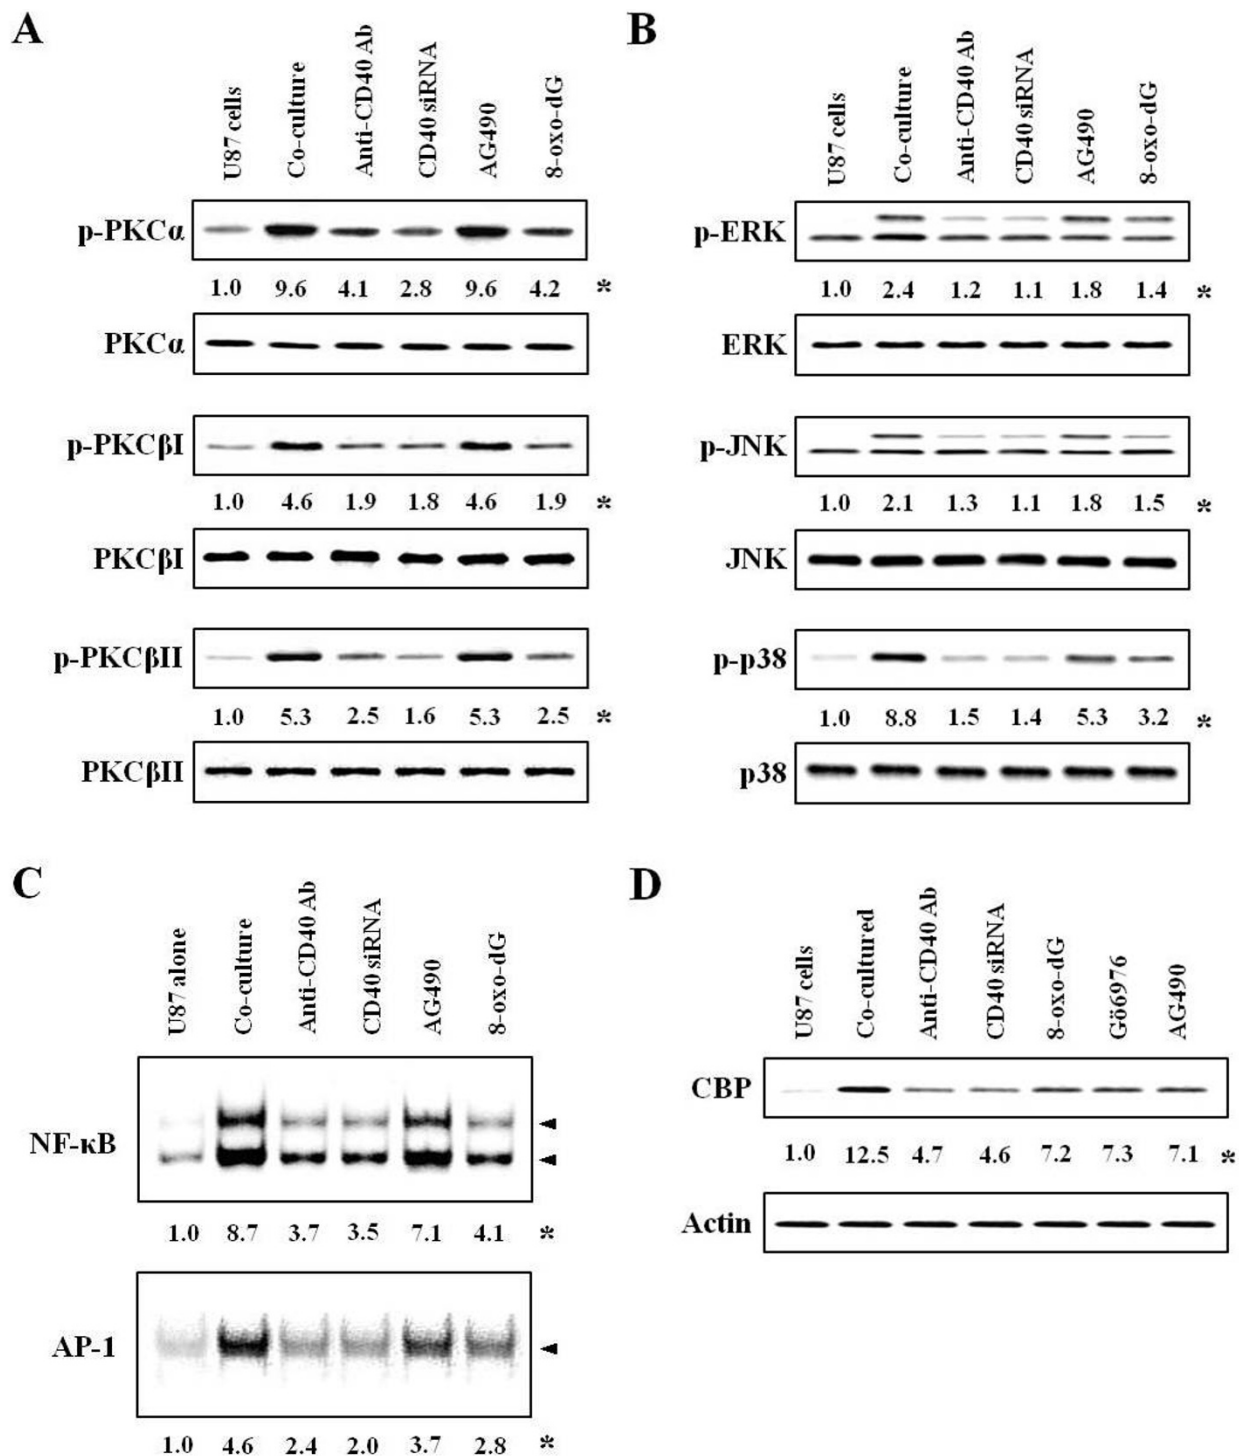 A
U87 cells
Co-culture
Anti-CD40 Ab
CD40 siRNA
AG490
8-oxo-dG
p-PKCα
1.0 9.6 4.1 2.8 9.6 4.2 *
PKCα
p-PKCβI
1.0 4.6 1.9 1.8 4.6 1.9 *
PKCβI
p-PKCβII
1.0 5.3 2.5 1.6 5.3 2.5 *
PKCβII
B
U87 cells
Co-culture
Anti-CD40 Ab
CD40 siRNA
AG490
8-oxo-dG
p-ERK
1.0 2.4 1.2 1.1 1.8 1.4 *
ERK
p-JNK
1.0 2.1 1.3 1.1 1.8 1.5 *
JNK
p-p38
1.0 8.8 1.5 1.4 5.3 3.2 *
p38
C
U87 alone
Co-culture
Anti-CD40 Ab
CD40 siRNA
AG490
8-oxo-dG
NF-κB
1.0 8.7 3.7 3.5 7.1 4.1 *
AP-1
1.0 4.6 2.4 2.0 3.7 2.8 *
D
U87 cells
Co-cultured
Anti-CD40 Ab
CD40 siRNA
8-oxo-dG
Gö6976
AG490
CBP
1.0 12.5 4.7 4.6 7.2 7.3 7.1 *
Actin